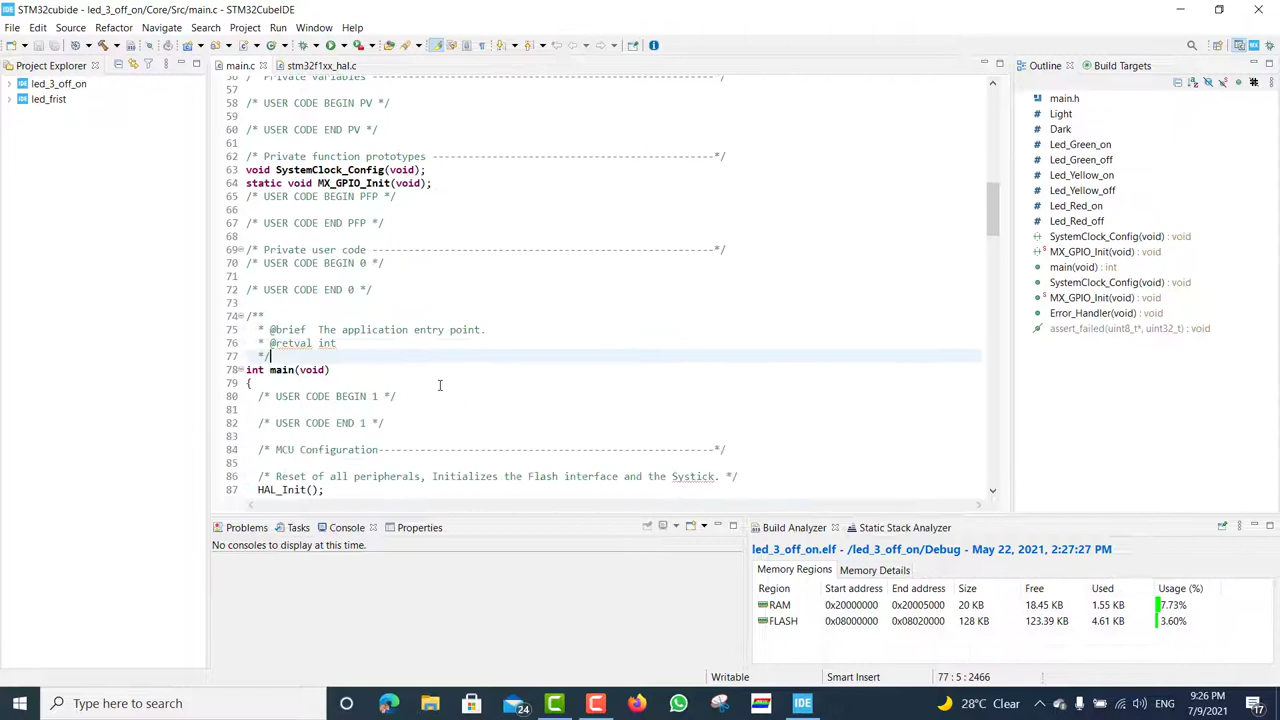 STM32cubide - led_3_off_on/Core/Src/main.c - STM32CubeIDE
File Edit Source Refactor Navigate Search Project Run Window Help
Project Explorer
led_3_off_on
led_frist
main.c stm32f1xx_hal.c
56 /* Private variables ---------------------------------------------------------*/
57
58 /* USER CODE BEGIN PV */
59
60 /* USER CODE END PV */
61
62 /* Private function prototypes -----------------------------------------------*/
63 void SystemClock_Config(void);
64 static void MX_GPIO_Init(void);
65 /* USER CODE BEGIN PFP */
66
67 /* USER CODE END PFP */
68
69 /* Private user code ---------------------------------------------------------*/
70 /* USER CODE BEGIN 0 */
71
72 /* USER CODE END 0 */
73
74 /**
75 * @brief The application entry point.
76 * @retval int
77 */
78 int main(void)
79 {
80 /* USER CODE BEGIN 1 */
81
82 /* USER CODE END 1 */
83
84 /* MCU Configuration--------------------------------------------------------*/
85
86 /* Reset of all peripherals, Initializes the Flash interface and the Systick. */
87 HAL_Init();
Outline Build Targets
main.h
Light
Dark
Led_Green_on
Led_Green_off
Led_Yellow_on
Led_Yellow_off
Led_Red_on
Led_Red_off
SystemClock_Config(void) : void
MX_GPIO_Init(void) : void
main(void) : int
SystemClock_Config(void) : void
MX_GPIO_Init(void) : void
Error_Handler(void) : void
assert_failed(uint8_t*, uint32_t) : void
Problems Tasks Console Properties
No consoles to display at this time.
Build Analyzer Static Stack Analyzer
led_3_off_on.elf - /led_3_off_on/Debug - May 22, 2021, 2:27:27 PM
Memory Regions Memory Details
Region Start address End address Size Free Used Usage (%)
RAM 0x20000000 0x20005000 20 KB 18.45 KB 1.55 KB 7.73%
FLASH 0x08000000 0x08020000 128 KB 123.39 KB 4.61 KB 3.60%
Writable Smart Insert 77 : 5 : 2466
Type here to search
24
IDE
28°C Clear
ENG
9:26 PM
7/9/2021
17